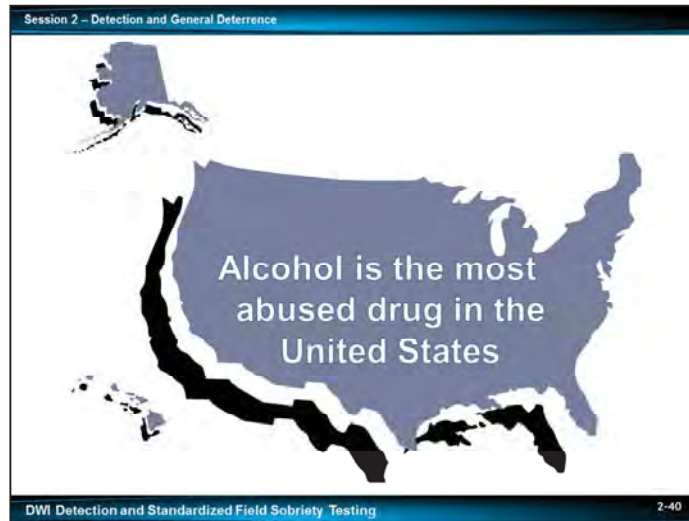 Session 2 – Detection and General Deterrence
Alcohol is the most
abused drug in the
United States
DWI Detection and Standardized Field Sobriety Testing
2-40